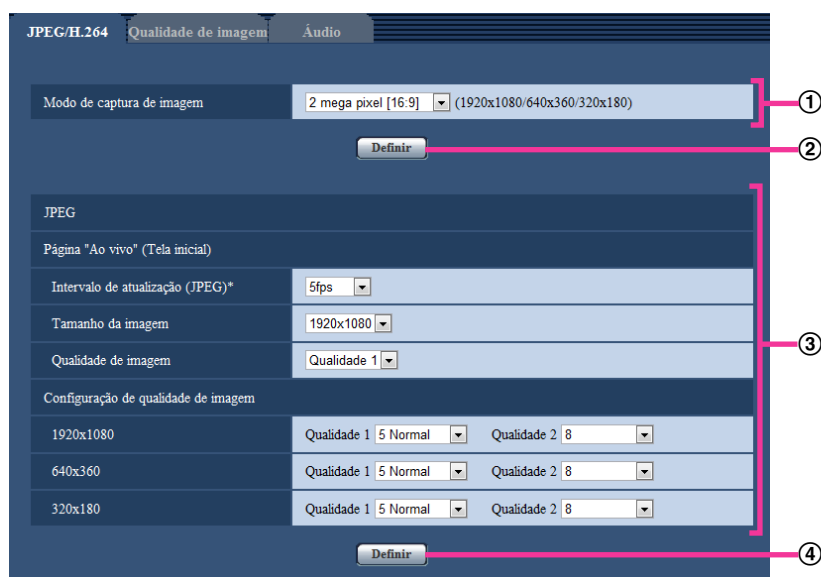 JPEG/H.264 Qualidade de imagem Áudio
Modo de captura de imagem 2 mega pixel [16:9] (1920x1080/640x360/320x180) ①
Definir ②
JPEG
Página "Ao vivo" (Tela inicial)
Intervalo de atualização (JPEG)* 5fps
Tamanho da imagem 1920x1080
③
Qualidade de imagem Qualidade 1
Configuração de qualidade de imagem
1920x1080 Qualidade 1 5 Normal Qualidade 2 8
640x360 Qualidade 1 5 Normal Qualidade 2 8
320x180 Qualidade 1 5 Normal Qualidade 2 8
Definir ④